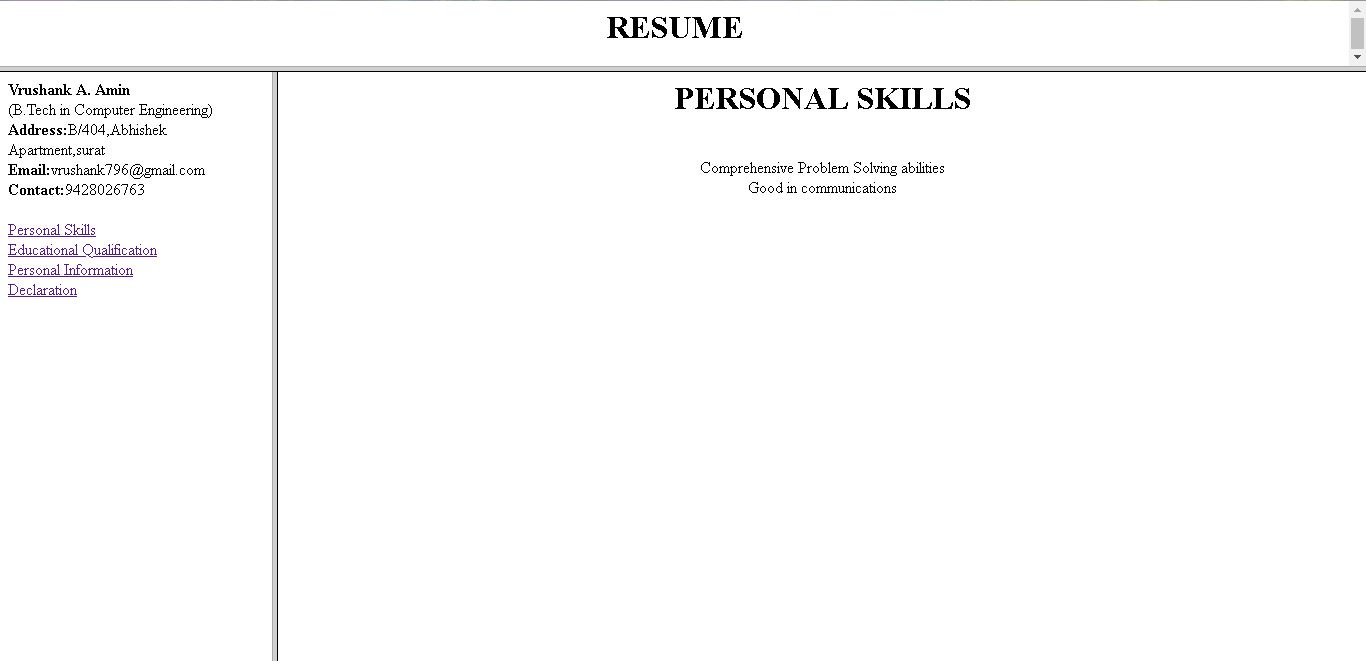 RESUME
Vrushank A. Amin
(B.Tech in Computer Engineering)
Address:B/404,Abhishek
Apartment,surat
Email:vrushank796@gmail.com
Contact:9428026763
Personal Skills
Educational Qualification
Personal Information
Declaration
PERSONAL SKILLS
Comprehensive Problem Solving abilities
Good in communications